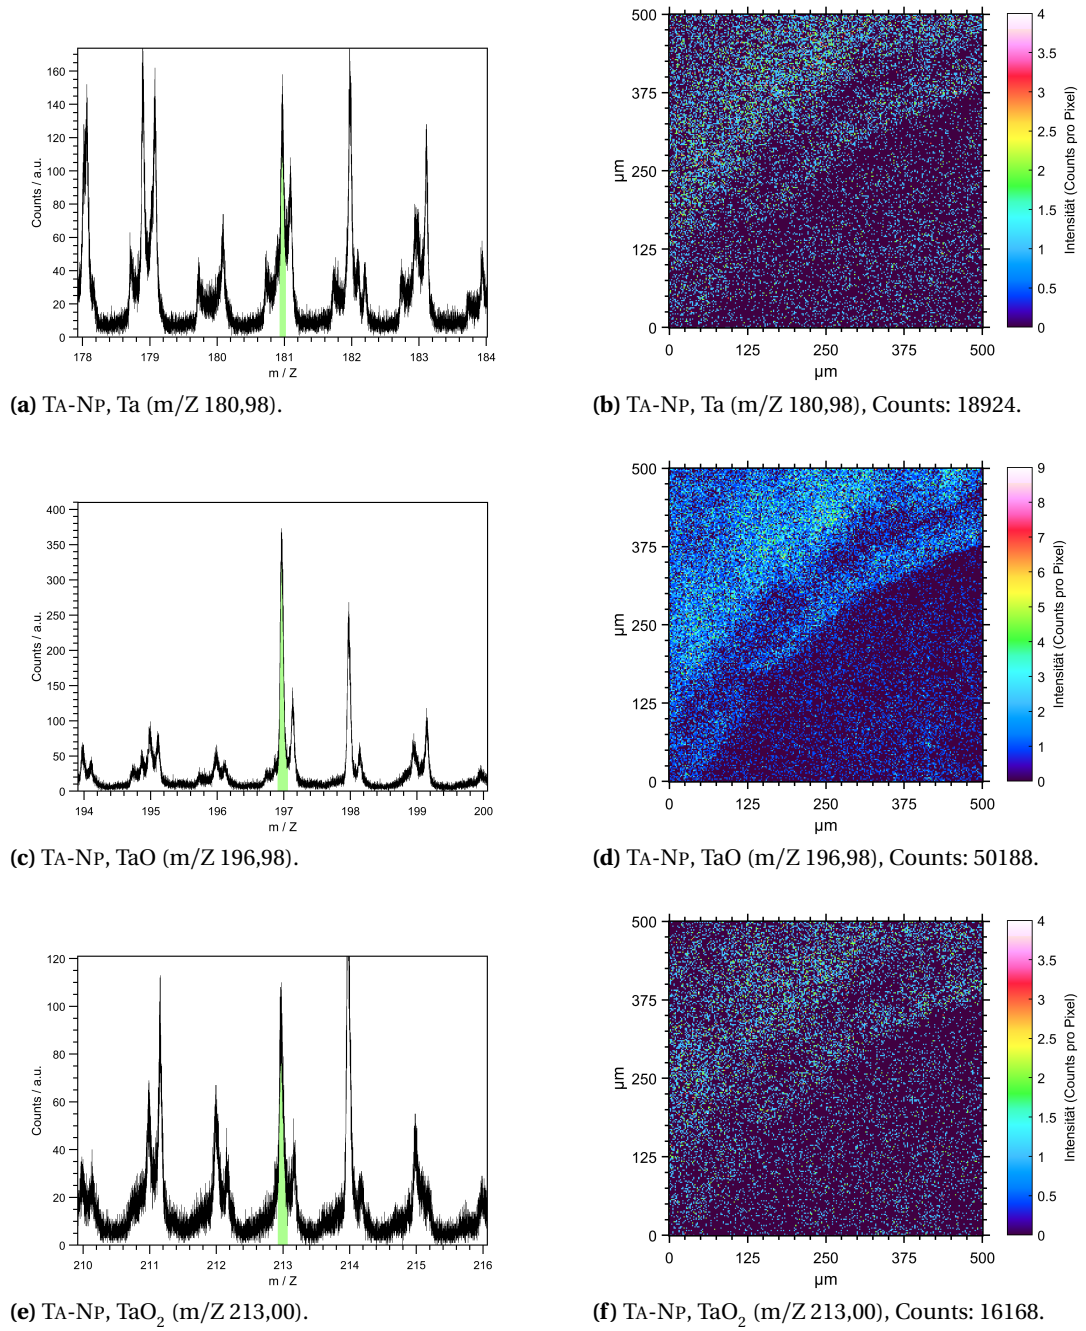 160
140
120
100
80
60
40
20
0
Counts / a.u.
178 179 180 181 182 183 184
m / Z
500
375
250
125
0
µm
0 125 250 375 500
µm
4
3.5
3
2.5
2
1.5
1
0.5
0
Intensität (Counts pro Pixel)
(a) TA-NP, Ta (m/Z 180,98).
(b) TA-NP, Ta (m/Z 180,98), Counts: 18924.
400
350
300
250
200
150
100
50
0
Counts / a.u.
194 195 196 197 198 199 200
m / Z
500
375
250
125
0
µm
0 125 250 375 500
µm
9
8
7
6
5
4
3
2
1
0
Intensität (Counts pro Pixel)
(c) TA-NP, TaO (m/Z 196,98).
(d) TA-NP, TaO (m/Z 196,98), Counts: 50188.
120
100
80
60
40
20
0
Counts / a.u.
210 211 212 213 214 215 216
m / Z
500
375
250
125
0
µm
0 125 250 375 500
µm
4
3.5
3
2.5
2
1.5
1
0.5
0
Intensität (Counts pro Pixel)
(e) TA-NP, TaO₂ (m/Z 213,00).
(f) TA-NP, TaO₂ (m/Z 213,00), Counts: 16168.